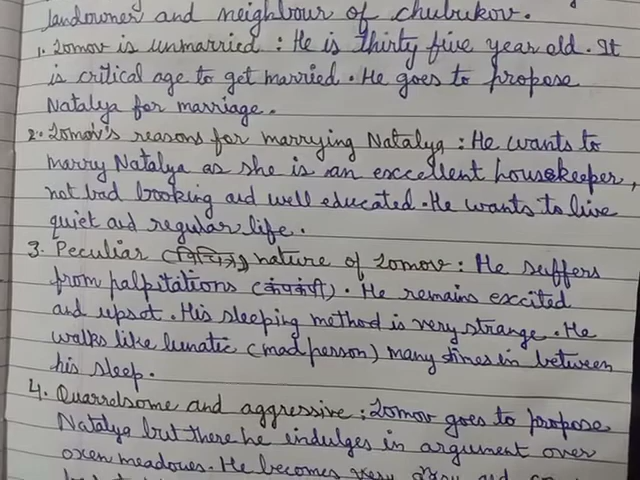 landowner and neighbour of chubukov.
1. Lomov is unmarried : He is thirty five year old. It
is critical age to get married. He goes to propose
Natalya for marriage.
2. Lomov's reasons for marrying Natalya : He wants to
marry Natalya as she is an excellent housekeeper,
not bad looking and well educated. He wants to live
quiet and regular life.
3. Peculiar (विचित्र) nature of Lomov : He suffers
from palpitations (कंपकंपी). He remains excited
and upset. His sleeping method is very strange. He
walks like lunatic (mad person) many times in between
his sleep.
4. Quarrelsome and aggressive : Lomov goes to propose
Natalya but there he indulges in argument over
oxen meadows. He becomes very